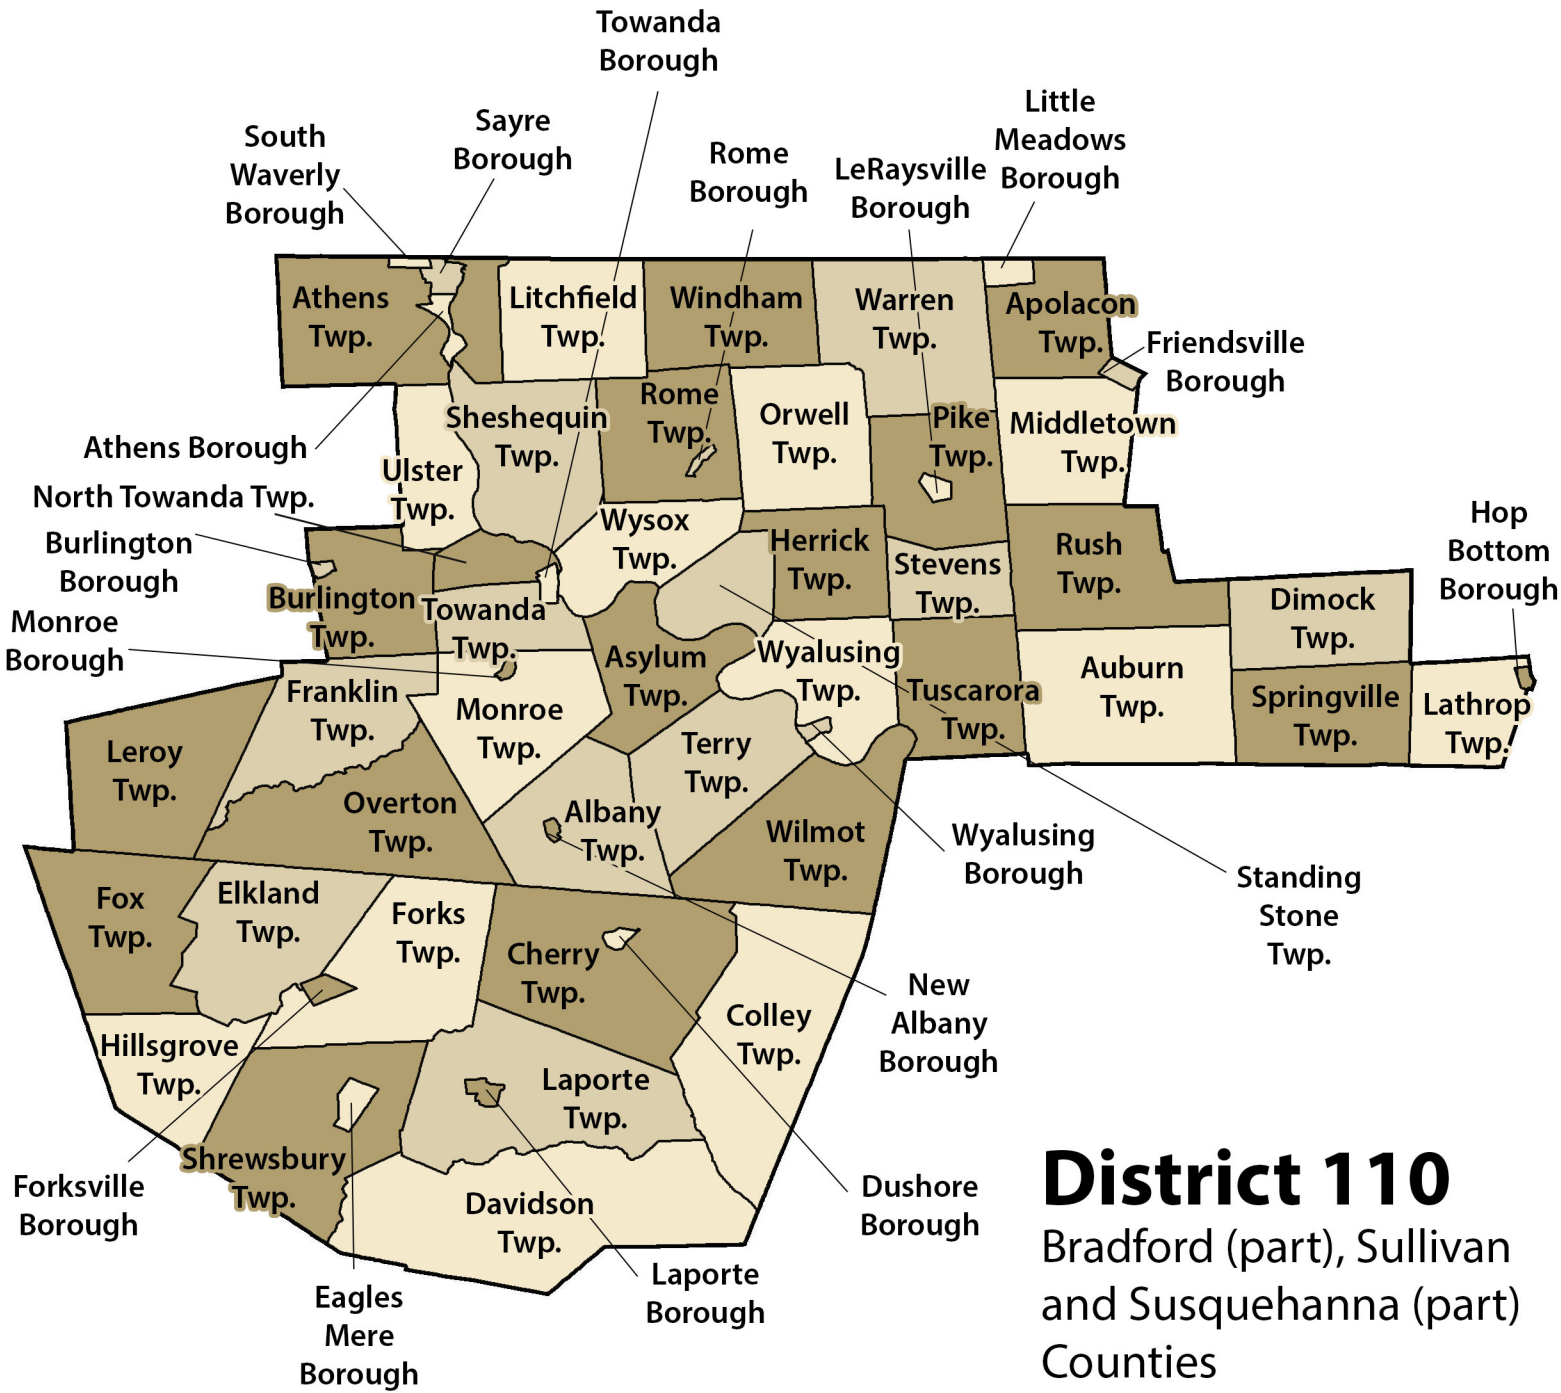 Towanda
Borough
South
Waverly
Borough
Sayre
Borough
Rome
Borough
LeRaysville
Borough
Little
Meadows
Borough
Athens
Twp.
Litchfield
Twp.
Windham
Twp.
Warren
Twp.
Apolacon
Twp.
Friendsville
Borough
Athens Borough
Ulster
Twp.
Sheshequin
Twp.
Rome
Twp.
Orwell
Twp.
Pike
Twp.
Middletown
Twp.
North Towanda Twp.
Burlington
Borough
Burlington
Twp.
Towanda
Twp.
Wysox
Twp.
Herrick
Twp.
Stevens
Twp.
Rush
Twp.
Dimock
Twp.
Hop
Bottom
Borough
Monroe
Borough
Franklin
Twp.
Monroe
Twp.
Asylum
Twp.
Wyalusing
Twp.
Tuscarora
Twp.
Auburn
Twp.
Springville
Twp.
Lathrop
Twp.
Leroy
Twp.
Overton
Twp.
Albany
Twp.
Terry
Twp.
Wilmot
Twp.
Wyalusing
Borough
Standing
Stone
Twp.
Fox
Twp.
Elkland
Twp.
Forks
Twp.
Cherry
Twp.
Colley
Twp.
New
Albany
Borough
Hillsgrove
Twp.
Laporte
Twp.
Shrewsbury
Twp.
Davidson
Twp.
Forksville
Borough
Eagles
Mere
Borough
Laporte
Borough
Dushore
Borough
District 110
Bradford (part), Sullivan
and Susquehanna (part)
Counties